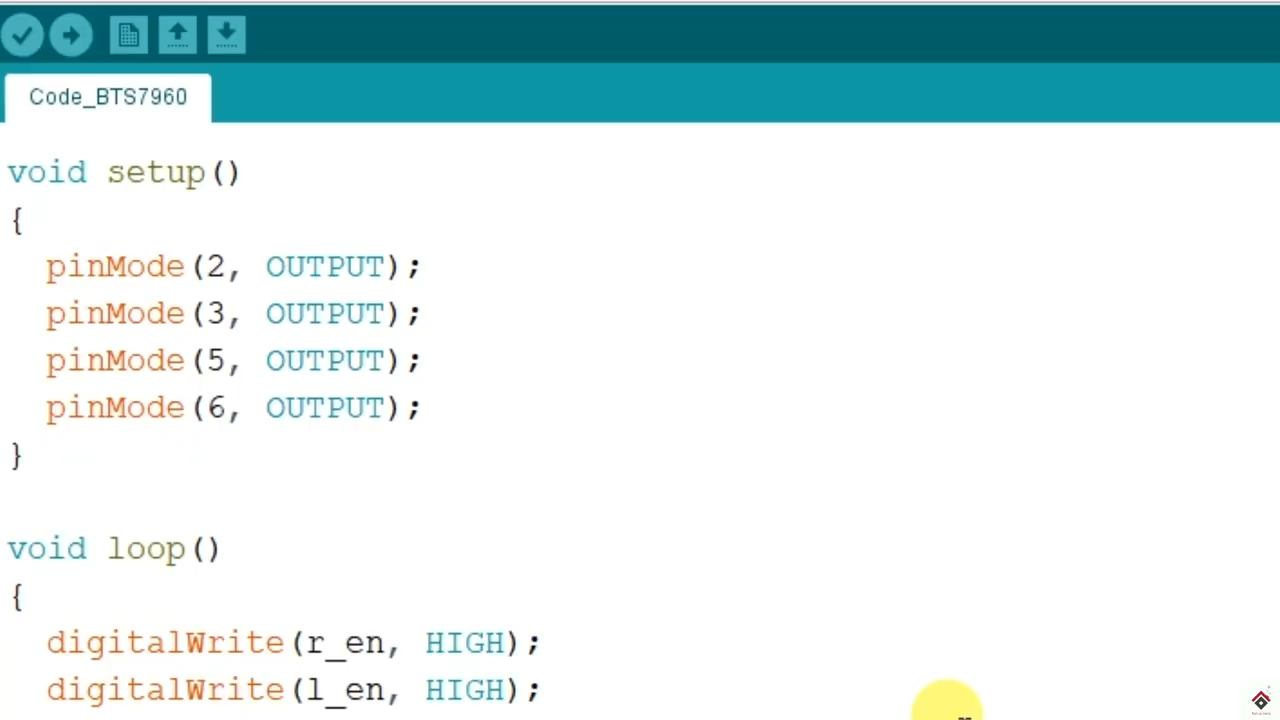 Code_BTS7960
void setup()
{
pinMode(2, OUTPUT);
pinMode(3, OUTPUT);
pinMode(5, OUTPUT);
pinMode(6, OUTPUT);
}
void loop()
{
digitalWrite(r_en, HIGH);
digitalWrite(l_en, HIGH);